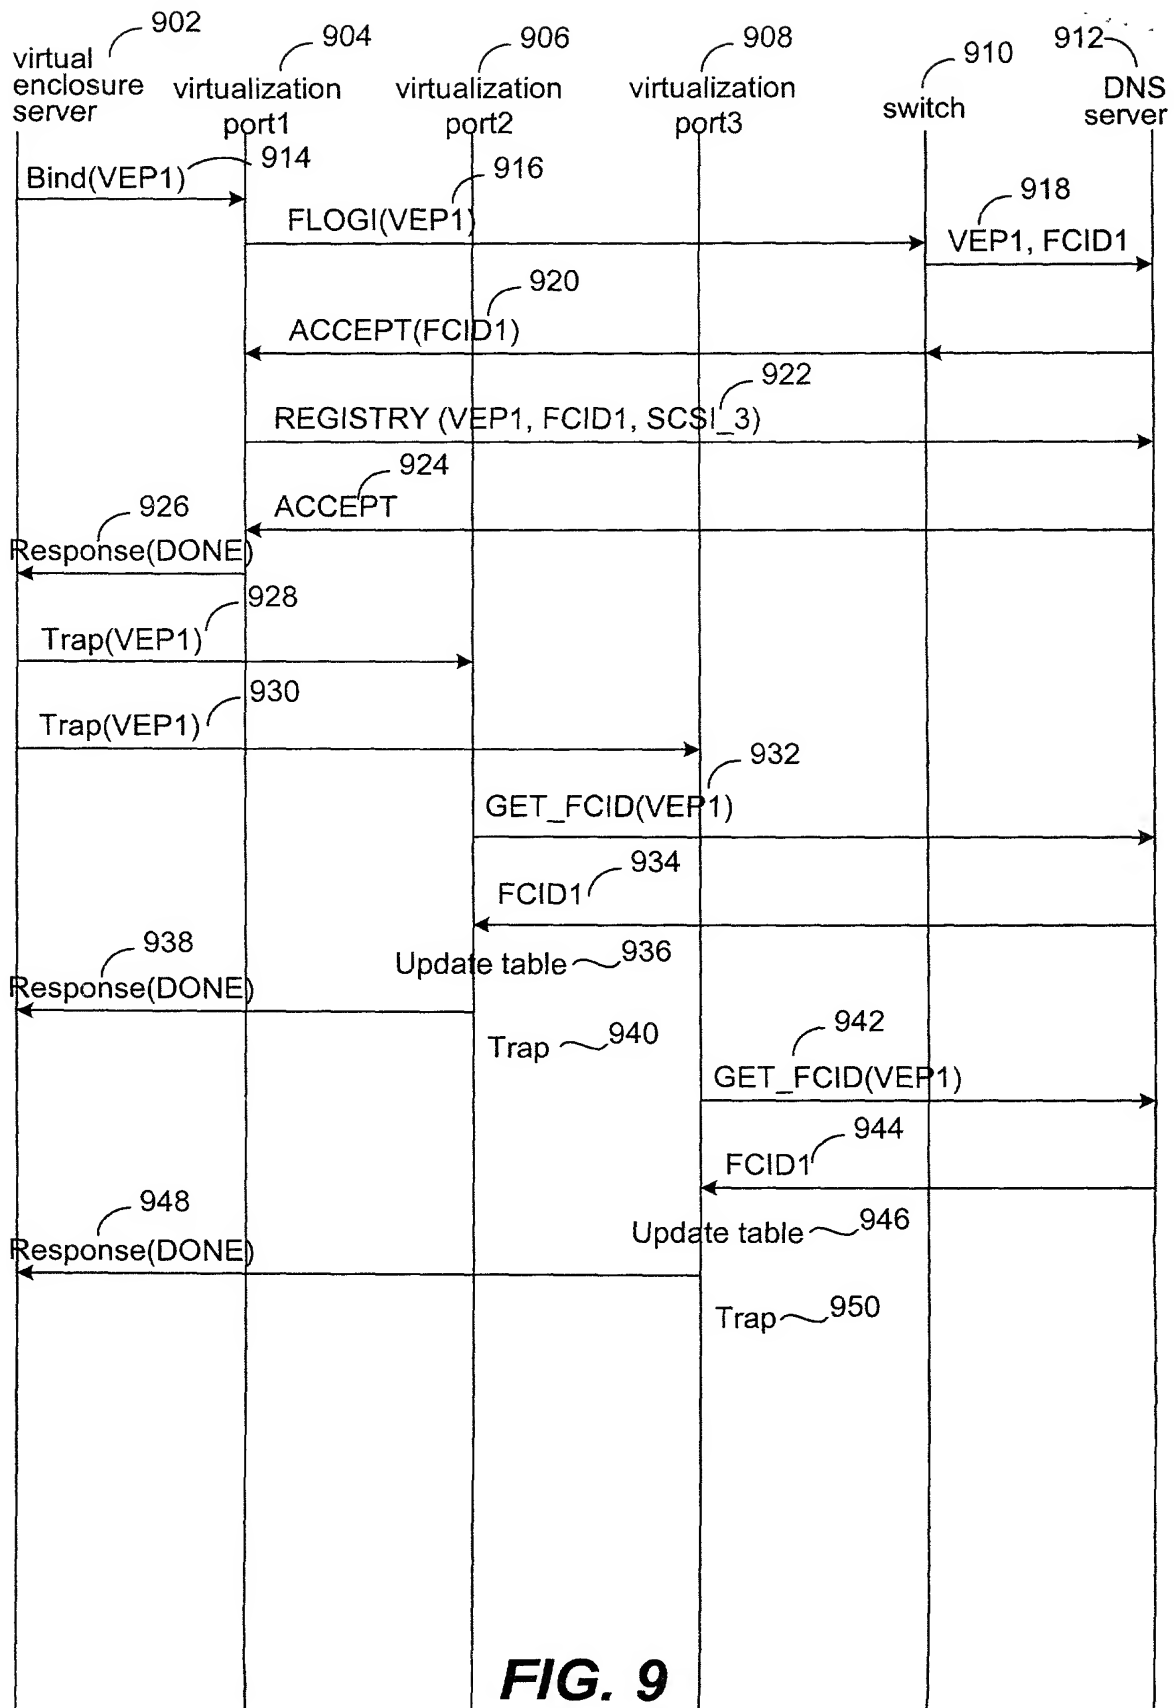 902
904
906
908
910
912
virtual
enclosure
server
virtualization
port1
virtualization
port2
virtualization
port3
switch
DNS
server
914
Bind(VEP1)
916
FLOGI(VEP1)
918
VEP1, FCID1
920
ACCEPT(FCID1)
922
REGISTRY (VEP1, FCID1, SCSI_3)
924
ACCEPT
926
Response(DONE)
928
Trap(VEP1)
930
Trap(VEP1)
932
GET_FCID(VEP1)
934
FCID1
Update table 936
938
Response(DONE)
Trap 940
942
GET_FCID(VEP1)
944
FCID1
Update table 946
948
Response(DONE)
Trap 950
FIG. 9